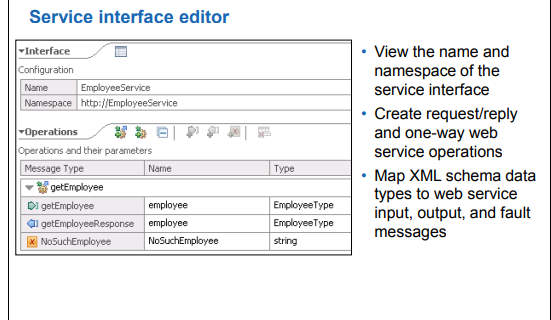 Service interface editor
▾Interface
Configuration
Name EmployeeService
Namespace http://EmployeeService
▾Operations
Operations and their parameters
Message Type Name Type
getEmployee
getEmployee employee EmployeeType
getEmployeeResponse employee EmployeeType
NoSuchEmployee NoSuchEmployee string
• View the name and
namespace of the
service interface
• Create request/reply
and one-way web
service operations
• Map XML schema data
types to web service
input, output, and fault
messages